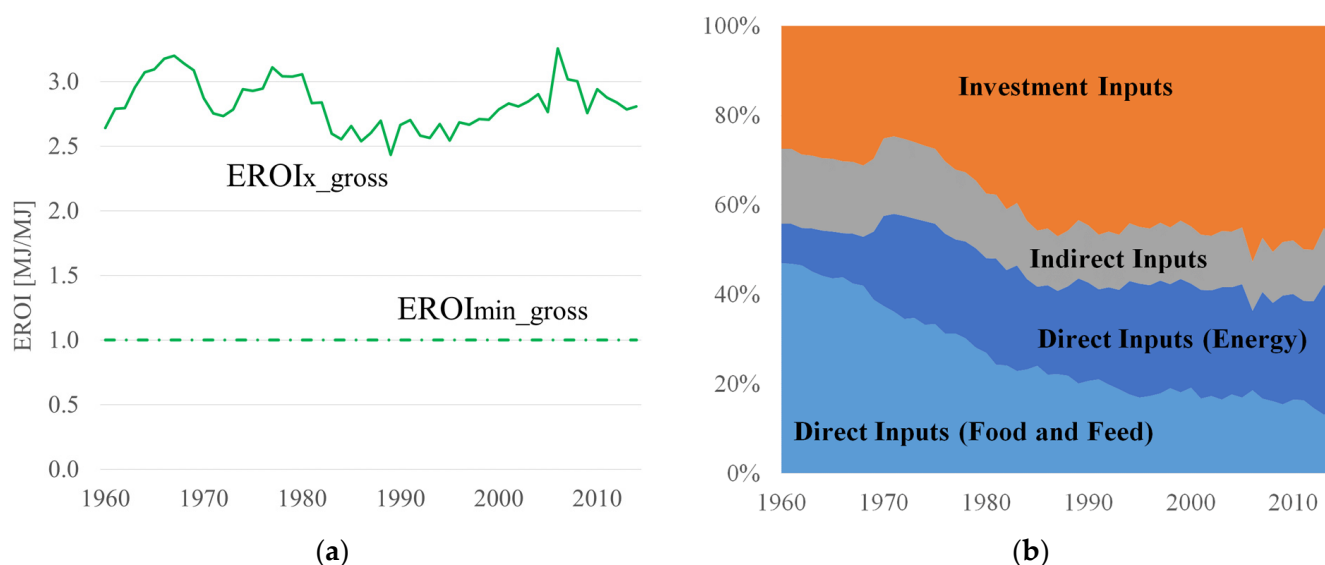 3.0
2.5
2.0
1.5
1.0
0.5
0.0
EROI [MJ/MJ]
EROIx_gross
EROImin_gross
1960 1970 1980 1990 2000 2010
(a)
100%
80%
60%
40%
20%
0%
Investment Inputs
Indirect Inputs
Direct Inputs (Energy)
Direct Inputs (Food and Feed)
1960 1970 1980 1990 2000 2010
(b)